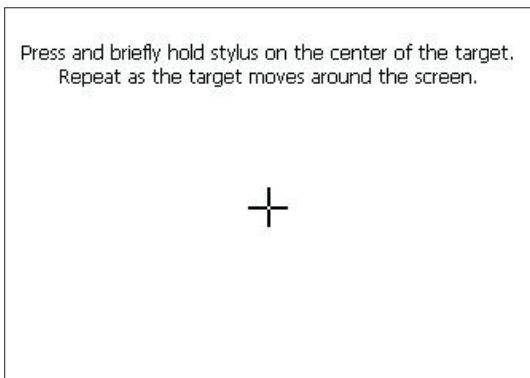 Press and briefly hold stylus on the center of the target.
Repeat as the target moves around the screen.